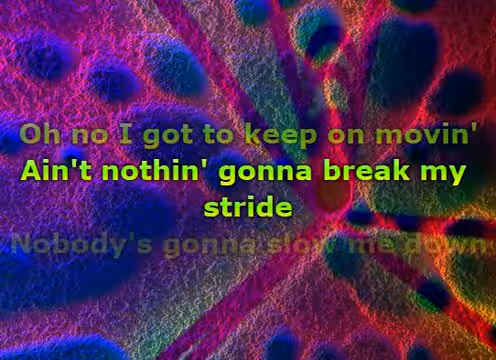 Oh no I got to keep on movin'
Ain't nothin' gonna break my
stride
Nobody's gonna slow me down